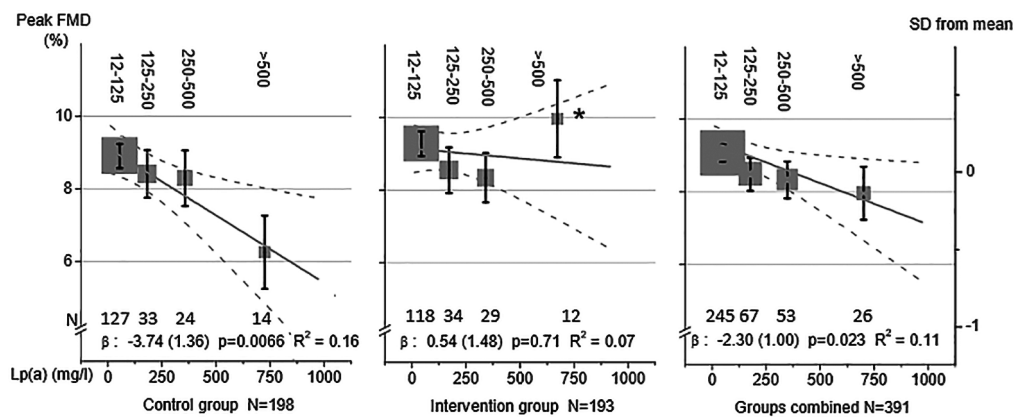 Peak FMD
(%)
SD from mean
12-125 125-250 250-500 >500
12-125 125-250 250-500 >500
12-125 125-250 250-500 >500
10
*
8
0
6
N 127 33 24 14
118 34 29 12
245 67 53 26
-1
β : -3.74 (1.36) p=0.0066 R² = 0.16
β : 0.54 (1.48) p=0.71 R² = 0.07
β : -2.30 (1.00) p=0.023 R² = 0.11
Lp(a) (mg/l) 0 250 500 750 1000
0 250 500 750 1000
0 250 500 750 1000
Control group N=198
Intervention group N=193
Groups combined N=391